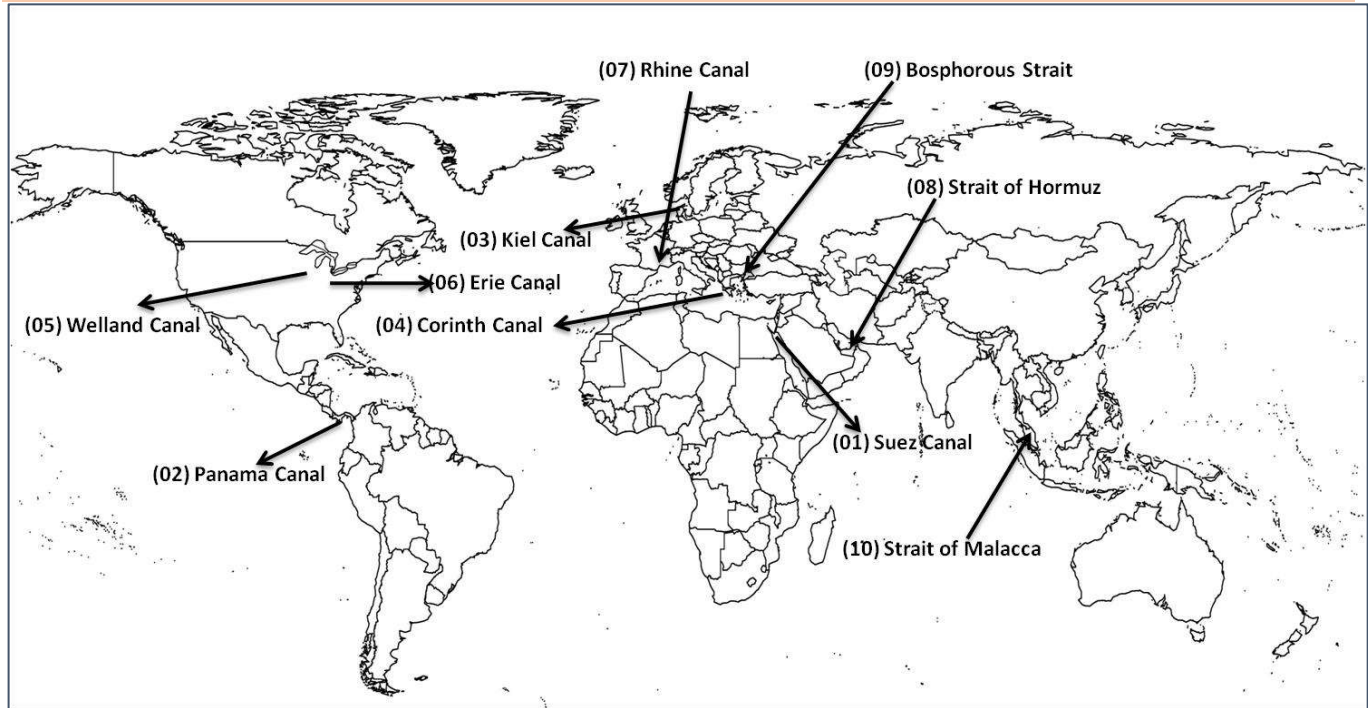 (07) Rhine Canal
(09) Bosphorous Strait
(08) Strait of Hormuz
(03) Kiel Canal
(06) Erie Canal
(05) Welland Canal
(04) Corinth Canal
(01) Suez Canal
(02) Panama Canal
(10) Strait of Malacca